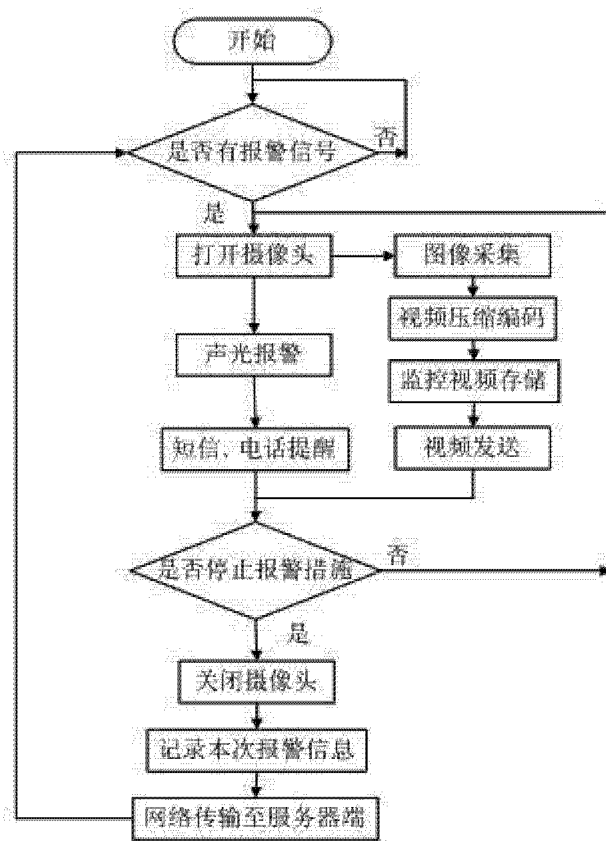 开始
是否有报警信号
否
是
打开摄像头
图像采集
声光报警
视频压缩编码
监控视频存储
短信、电话提醒
视频发送
是否停止报警措施
否
是
关闭摄像头
记录本次报警信息
网络传输至服务器端